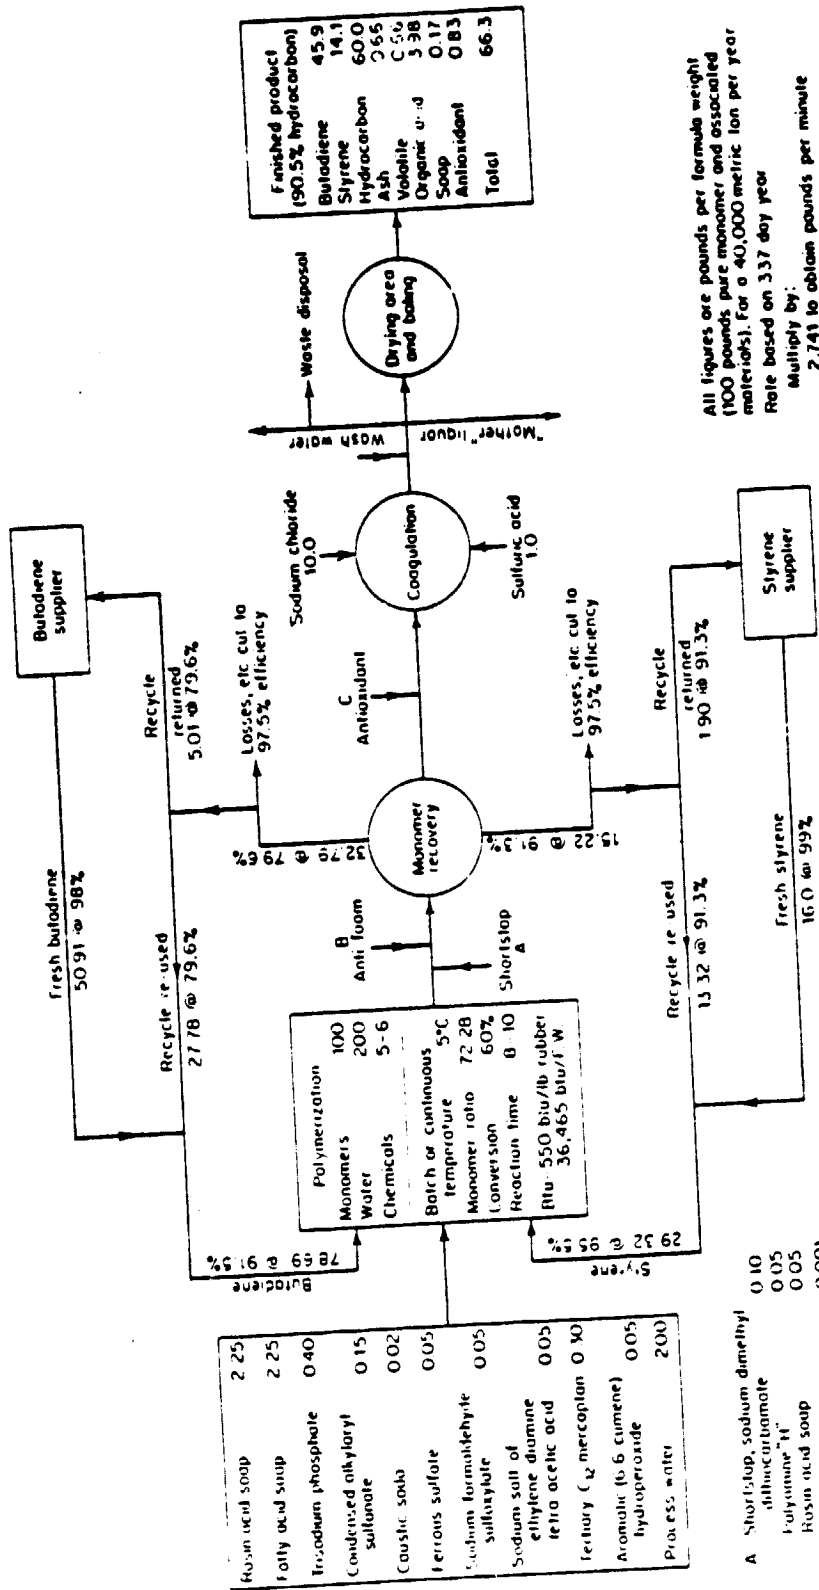 Rosin acid soap 2.25
Fatty acid soap 2.25
Trisodium phosphate 0.40
Condensed alkylaryl
sulfonate 0.15
Caustic soda 0.02
Ferrous sulfate 0.05
Sodium formaldehyde
sulfoxylate 0.05
Sodium salt of
ethylene diamine
tetra acetic acid 0.05
Tertiary C12 mercaptan 0.30
Aromatic (6.6 cumene)
hydroperoxide 0.05
Process water 200
A Shortstop, sodium dimethyl
dithiocarbamate 0.10
Polyamine "H" 0.05
Rosin acid soap 0.05
Butadiene
78.69 @ 91.5%
Styrene
29.32 @
Polymerization
Monomers 100
Water 200
Chemicals 5-6
Batch or continuous
temperature 5°C
Monomer ratio 72:28
Conversion 60%
Reaction time 8-10
Btu: 550 btu/lb rubber
36,465 btu/F.W.
Fresh butadiene
50.91 @ 98%
Recycle re-used
27.78 @ 79.6%
Butadiene
supplier
Recycle
returned
5.01 @ 79.6%
Losses, etc cut to
97.5% efficiency
32.79 @ 79.6%
B
Anti foam
Shortstop
A
Monomer
recovery
15.22 @ 91.3%
C
Antioxidant
Losses, etc cut to
97.5% efficiency
Recycle
returned
1.90 @ 91.3%
Recycle re used
13.32 @ 91.3%
Fresh styrene
16.0 @ 99%
Styrene
supplier
Sodium chloride
10.0
Coagulation
Sulfuric acid
1.0
Wash water
"Mother" liquor
Waste disposal
Drying area
and baling
Finished product
(90.5% hydrocarbon)
Butadiene 45.9
Styrene 14.1
Hydrocarbon 60.0
Ash 0.66
Volatile
Organic acid 3.98
Soap 0.17
Antioxidant 0.83
Total 66.3
All figures are pounds per formula weight
(100 pounds pure monomer and associated
materials). For a 40,000 metric ton per year
Rate based on 337 day year
Multiply by:
2.741 to obtain pounds per minute